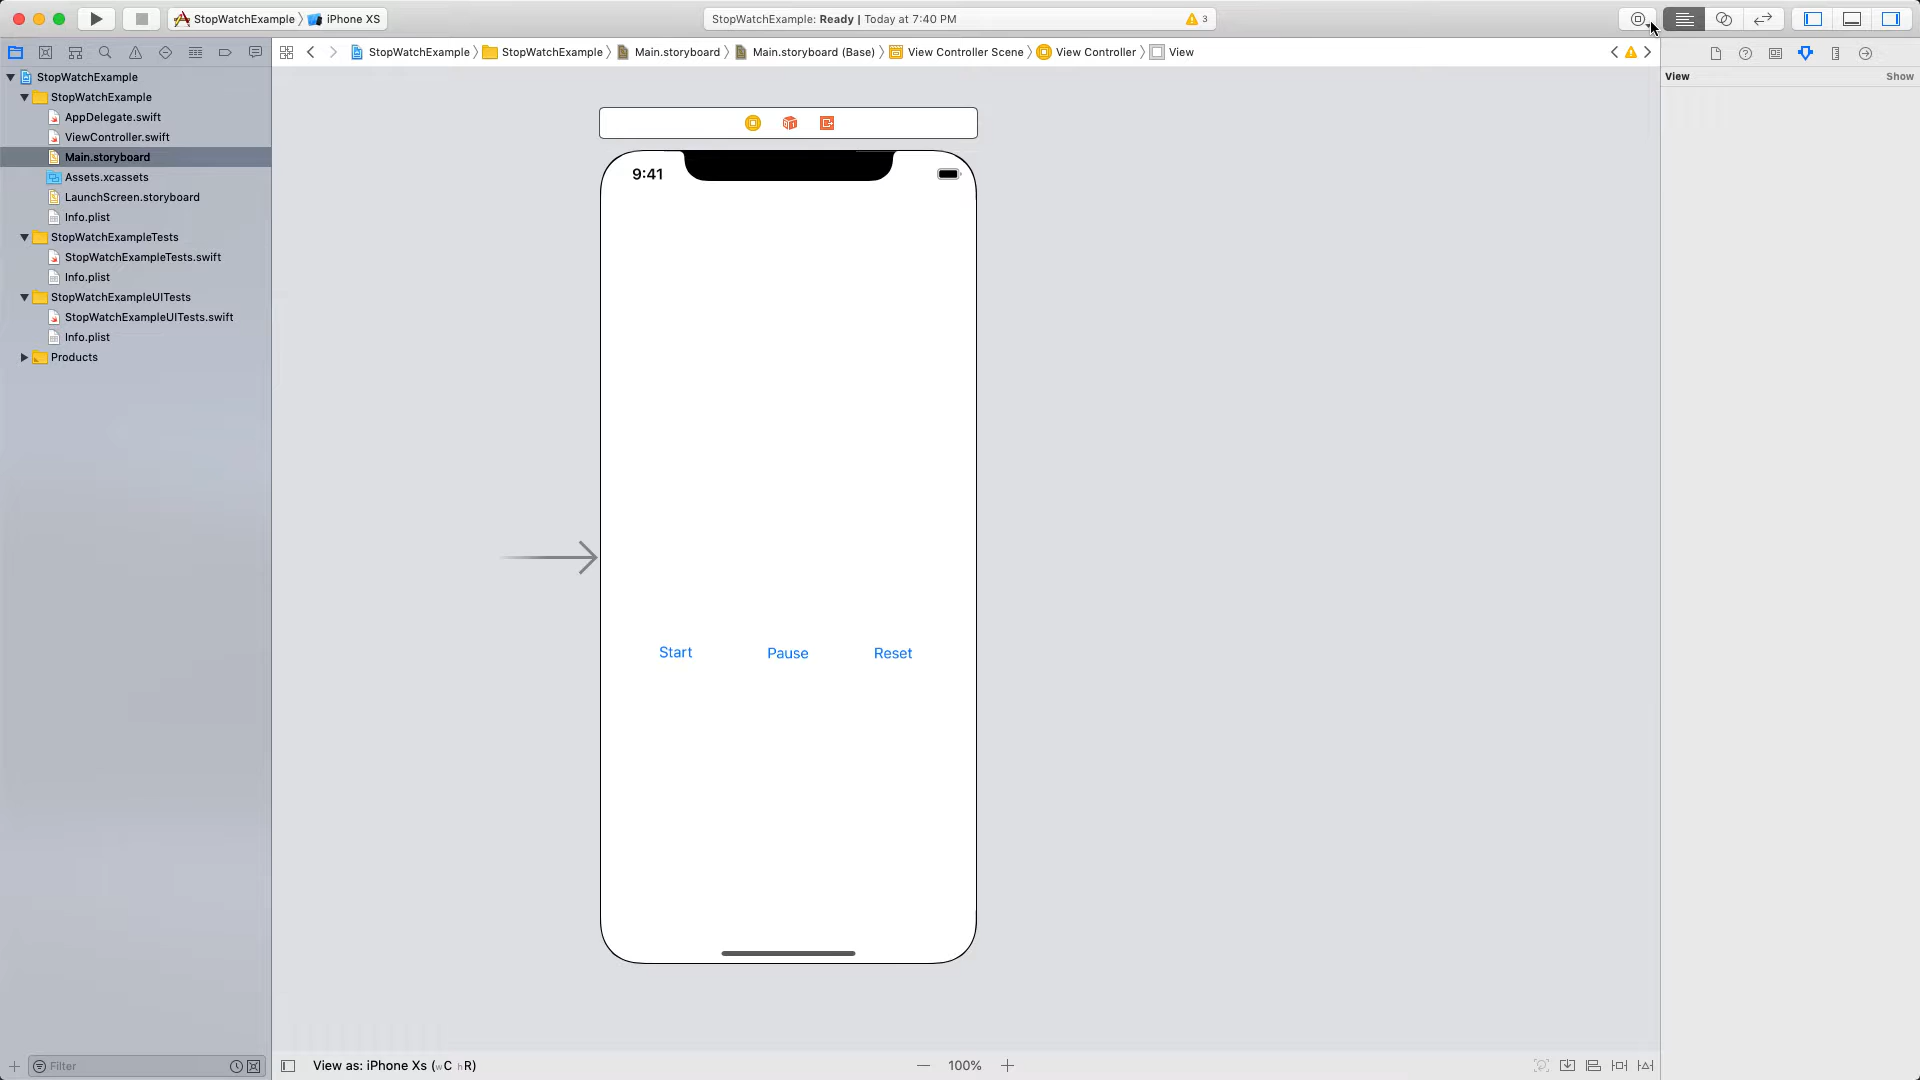 StopWatchExample 〉 iPhone XS
StopWatchExample: Ready | Today at 7:40 PM
3
StopWatchExample 〉 StopWatchExample 〉 Main.storyboard 〉 Main.storyboard (Base) 〉 View Controller Scene 〉 View Controller 〉 View
View Show
StopWatchExample
StopWatchExample
AppDelegate.swift
ViewController.swift
Main.storyboard
Assets.xcassets
LaunchScreen.storyboard
Info.plist
StopWatchExampleTests
StopWatchExampleTests.swift
Info.plist
StopWatchExampleUITests
StopWatchExampleUITests.swift
Info.plist
Products
9:41
Start Pause Reset
Filter
View as: iPhone Xs (wC hR)
— 100% +